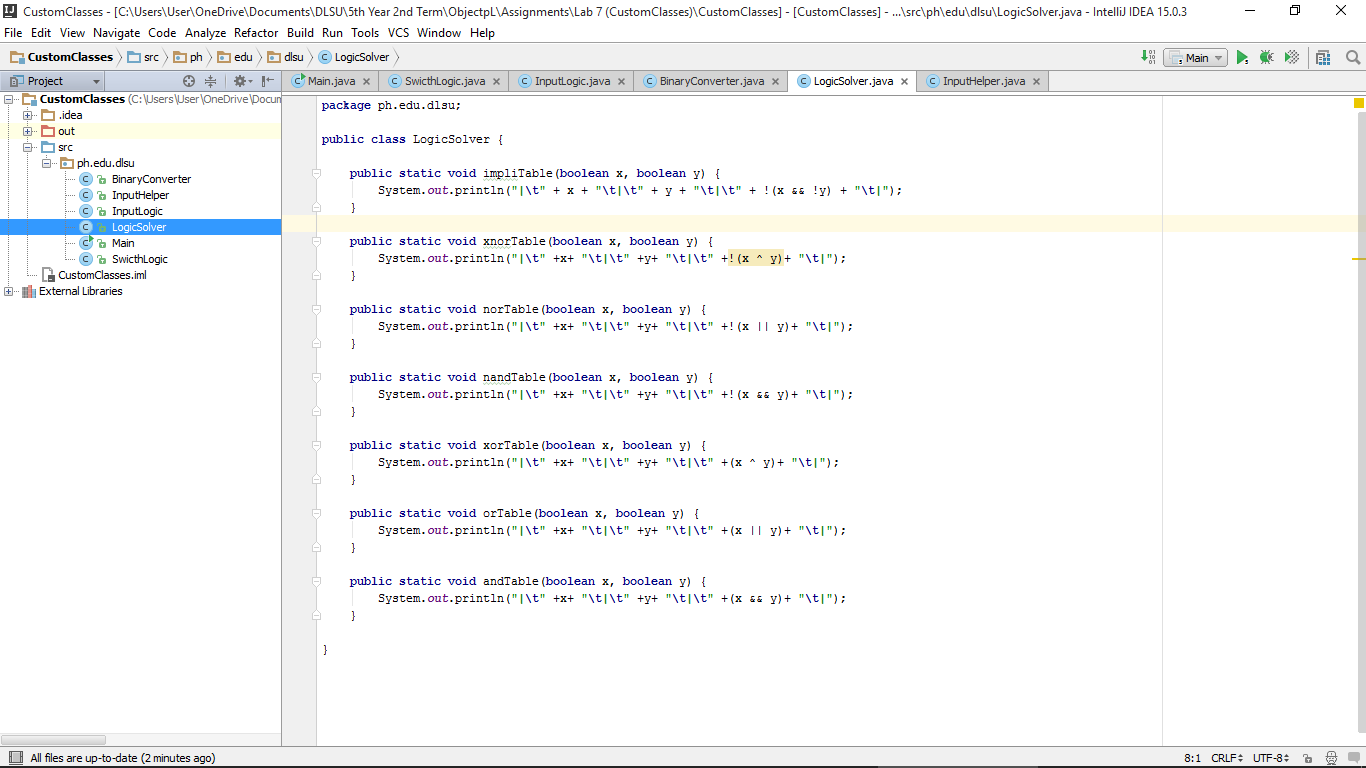 CustomClasses - [C:\Users\User\OneDrive\Documents\DLSU\5th Year 2nd Term\ObjectpL\Assignments\Lab 7 (CustomClasses)\CustomClasses] - [CustomClasses] - ...\src\ph\edu\dlsu\LogicSolver.java - IntelliJ IDEA 15.0.3
File Edit View Navigate Code Analyze Refactor Build Run Tools VCS Window Help
CustomClasses src ph edu dlsu LogicSolver Main
Project
Main.java SwicthLogic.java InputLogic.java BinaryConverter.java LogicSolver.java InputHelper.java
CustomClasses (C:\Users\User\OneDrive\Docun
.idea
out
src
ph.edu.dlsu
BinaryConverter
InputHelper
InputLogic
LogicSolver
Main
SwicthLogic
CustomClasses.iml
External Libraries
package ph.edu.dlsu;
public class LogicSolver {
public static void impliTable(boolean x, boolean y) {
System.out.println("|\t" + x + "\t|\t" + y + "\t|\t" + !(x && !y) + "\t|");
}
public static void xnorTable(boolean x, boolean y) {
System.out.println("|\t" +x+ "\t|\t" +y+ "\t|\t" +!(x ^ y)+ "\t|");
}
public static void norTable(boolean x, boolean y) {
System.out.println("|\t" +x+ "\t|\t" +y+ "\t|\t" +!(x || y)+ "\t|");
}
public static void nandTable(boolean x, boolean y) {
System.out.println("|\t" +x+ "\t|\t" +y+ "\t|\t" +!(x && y)+ "\t|");
}
public static void xorTable(boolean x, boolean y) {
System.out.println("|\t" +x+ "\t|\t" +y+ "\t|\t" +(x ^ y)+ "\t|");
}
public static void orTable(boolean x, boolean y) {
System.out.println("|\t" +x+ "\t|\t" +y+ "\t|\t" +(x || y)+ "\t|");
}
public static void andTable(boolean x, boolean y) {
System.out.println("|\t" +x+ "\t|\t" +y+ "\t|\t" +(x && y)+ "\t|");
}
}
All files are up-to-date (2 minutes ago) 8:1 CRLF UTF-8